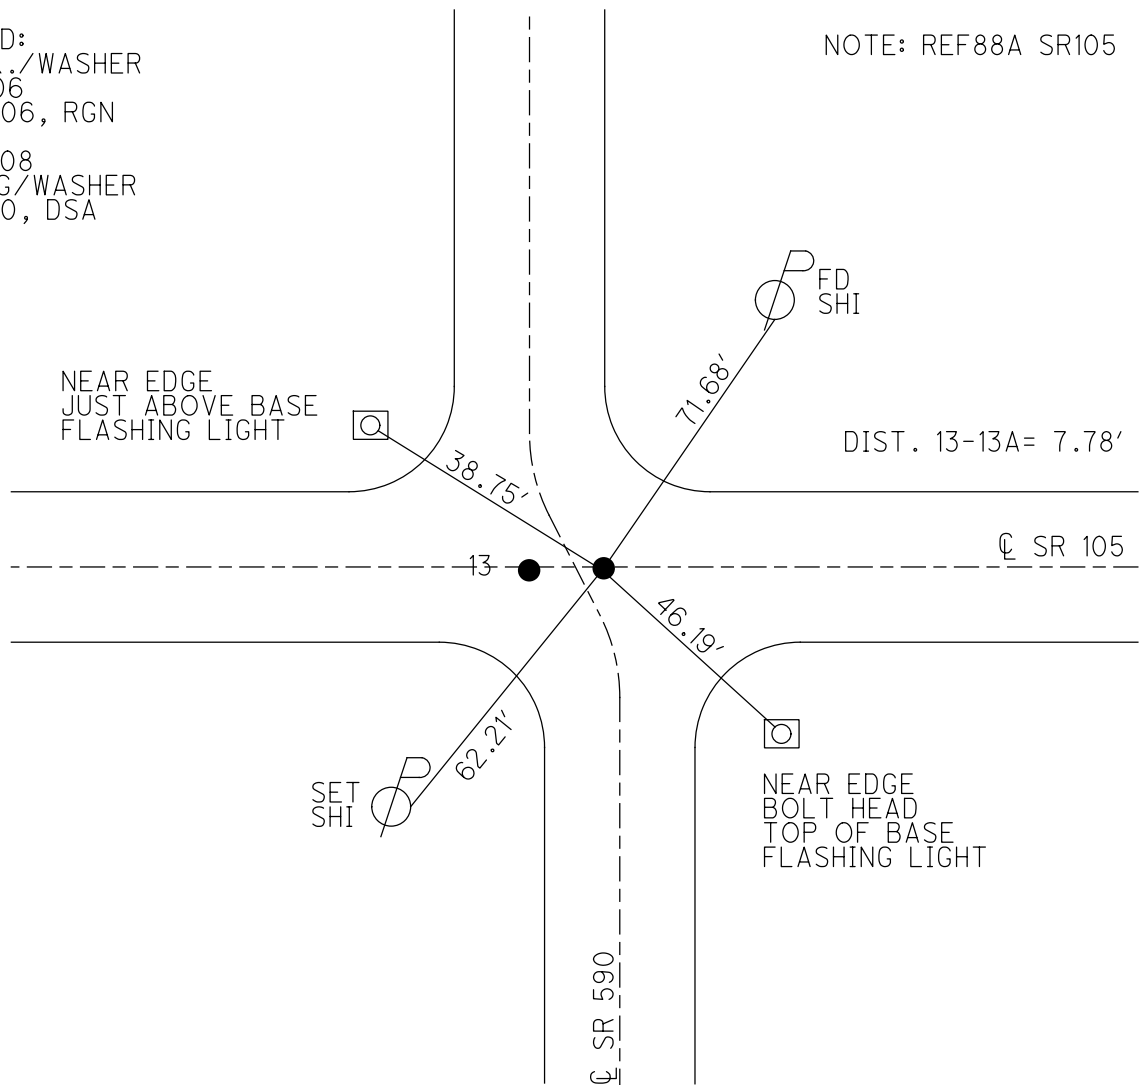 D:
./WASHER
06
06, RGN
08
G/WASHER
0, DSA
NOTE: REF88A SR105
FD
SHI
71.68'
NEAR EDGE
JUST ABOVE BASE
FLASHING LIGHT
38.75'
DIST. 13-13A= 7.78'
℄ SR 105
13
46.19'
62.21'
SET
SHI
NEAR EDGE
BOLT HEAD
TOP OF BASE
FLASHING LIGHT
℄ SR 590